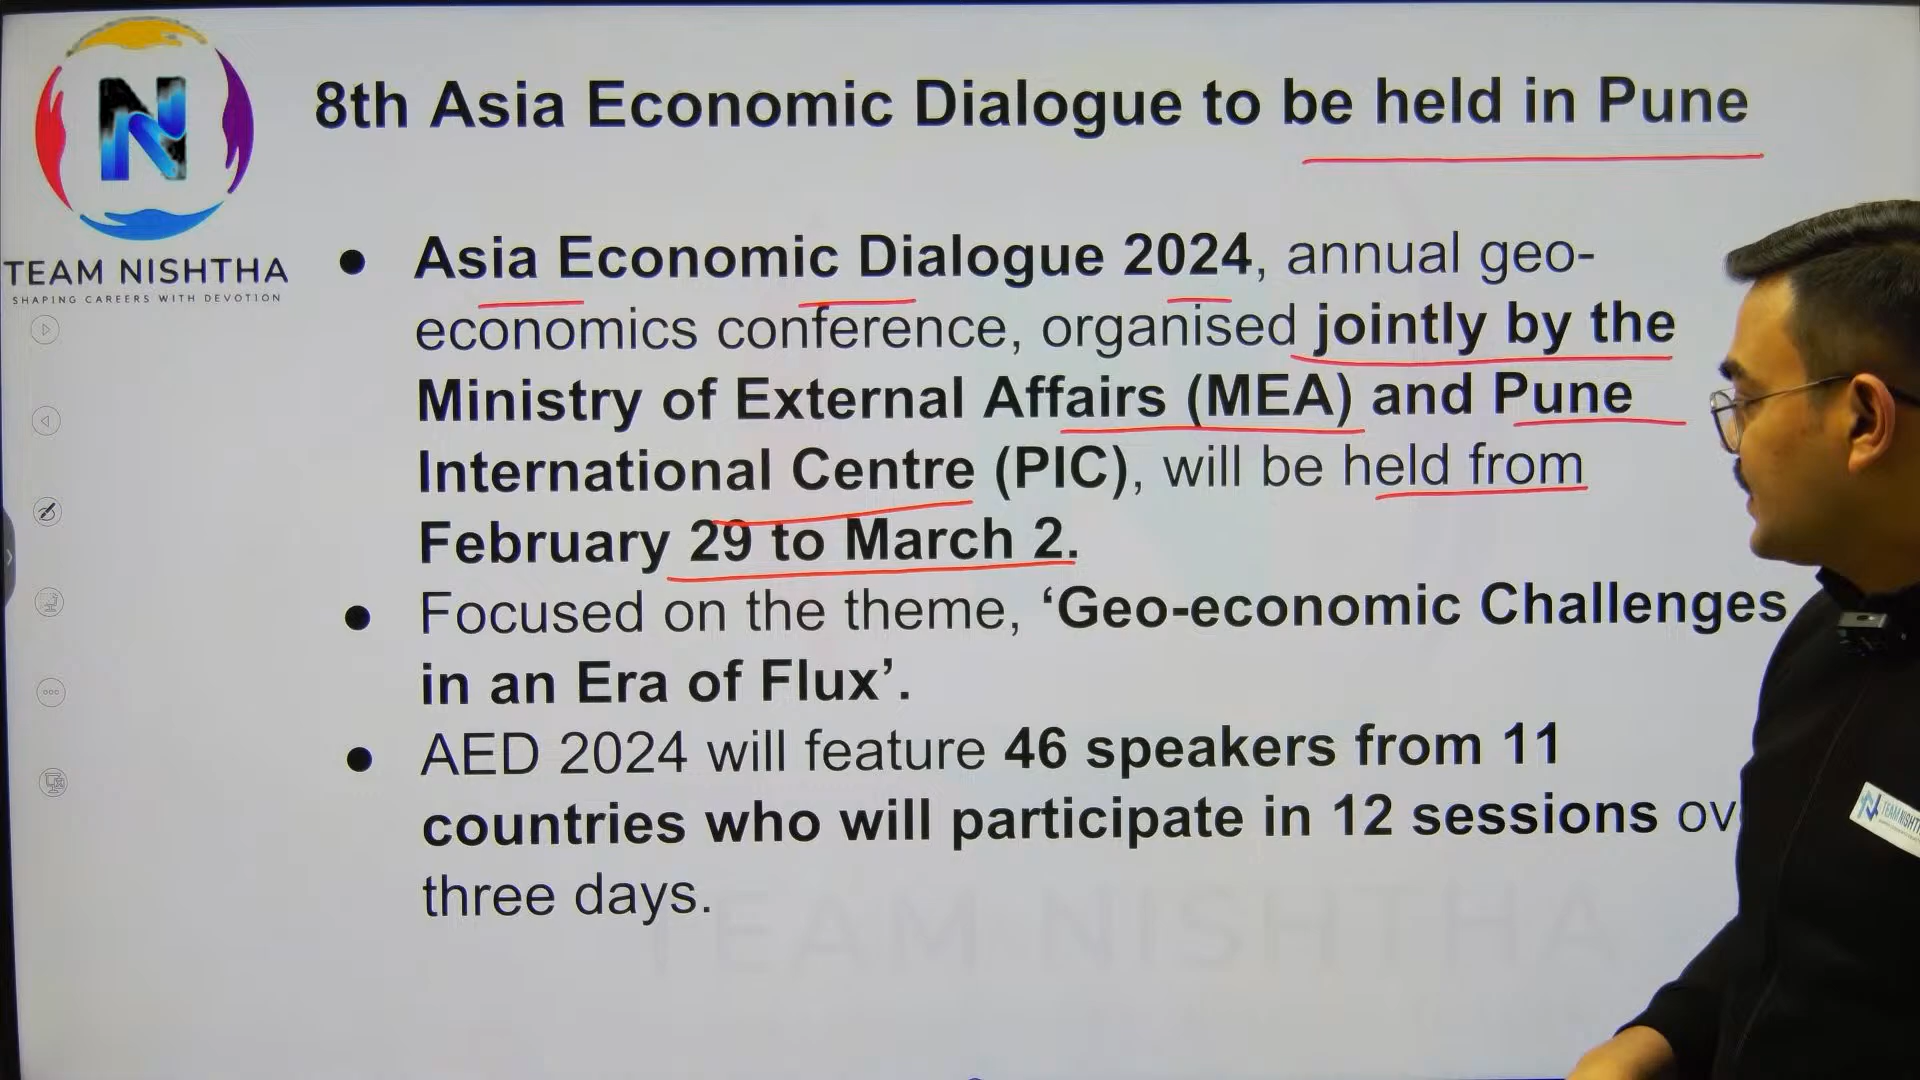 8th Asia Economic Dialogue to be held in Pune
N
TEAM NISHTHA
SHAPING CAREERS WITH DEVOTION
● Asia Economic Dialogue 2024, annual geo-
economics conference, organised jointly by the
Ministry of External Affairs (MEA) and Pune
International Centre (PIC), will be held from
February 29 to March 2.
● Focused on the theme, ‘Geo-economic Challenges
in an Era of Flux’.
● AED 2024 will feature 46 speakers from 11
countries who will participate in 12 sessions ov
three days.
TEAM NISHTHA
TEAM NISHT